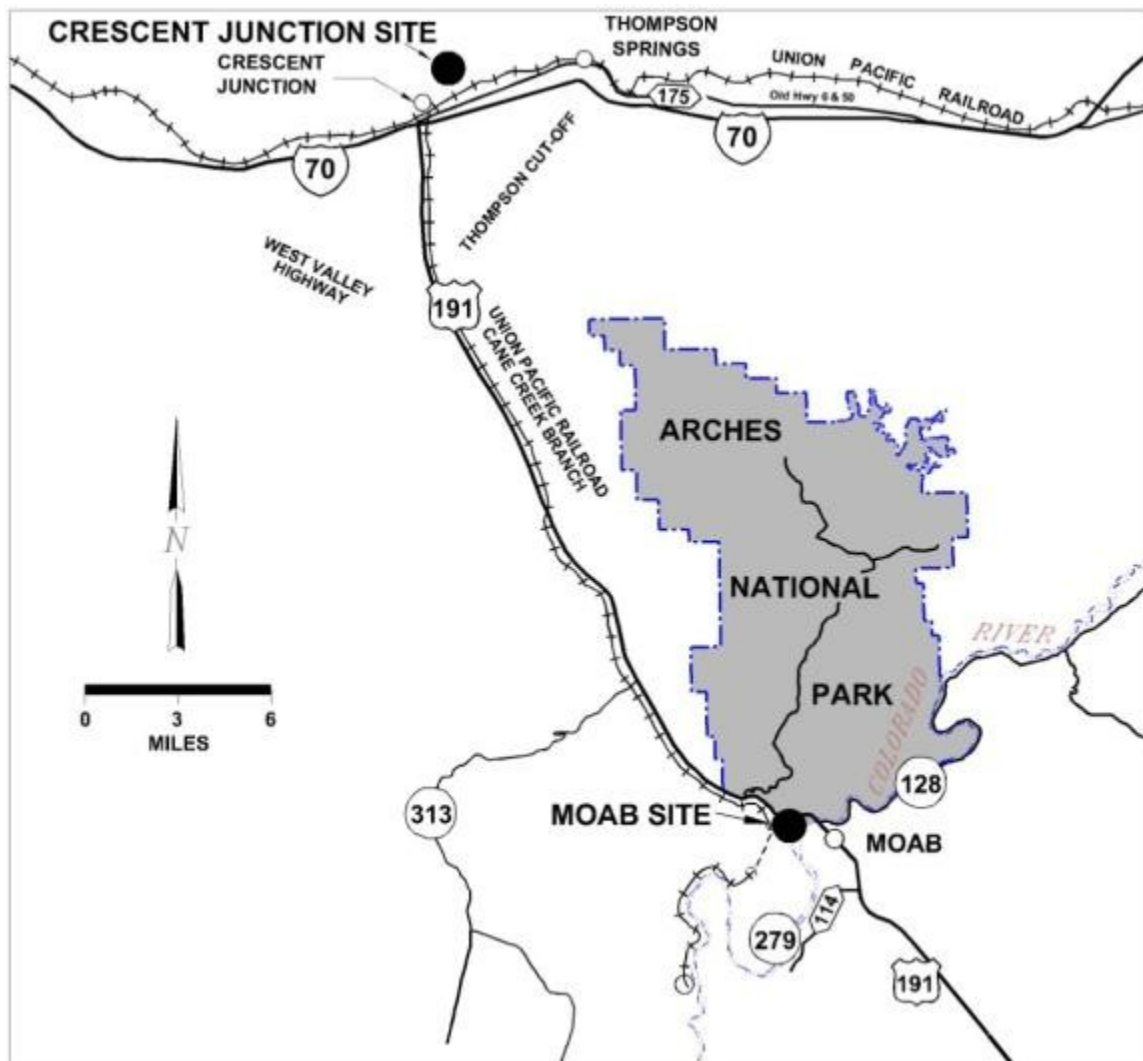 CRESCENT JUNCTION SITE
CRESCENT
JUNCTION
THOMPSON
SPRINGS
UNION PACIFIC RAILROAD
175
Old Hwy 6 & 50
70
70
THOMPSON CUT-OFF
WEST VALLEY
HIGHWAY
191
UNION PACIFIC RAILROAD
CANE CREEK BRANCH
ARCHES
NATIONAL
PARK
N
RIVER
COLORADO
0 3 6
MILES
128
313
MOAB SITE
MOAB
114
279
191